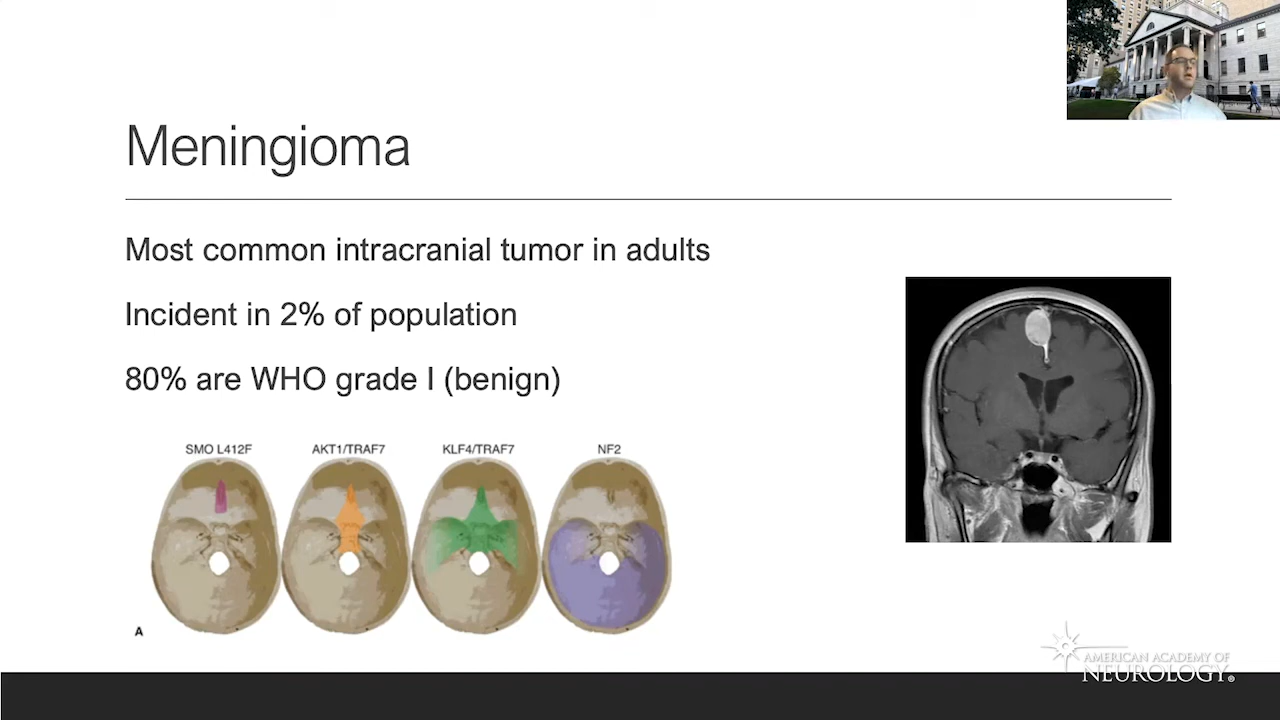 Meningioma
Most common intracranial tumor in adults
Incident in 2% of population
80% are WHO grade I (benign)
SMO L412F AKT1/TRAF7 KLF4/TRAF7 NF2
A
AMERICAN ACADEMY OF
NEUROLOGY®